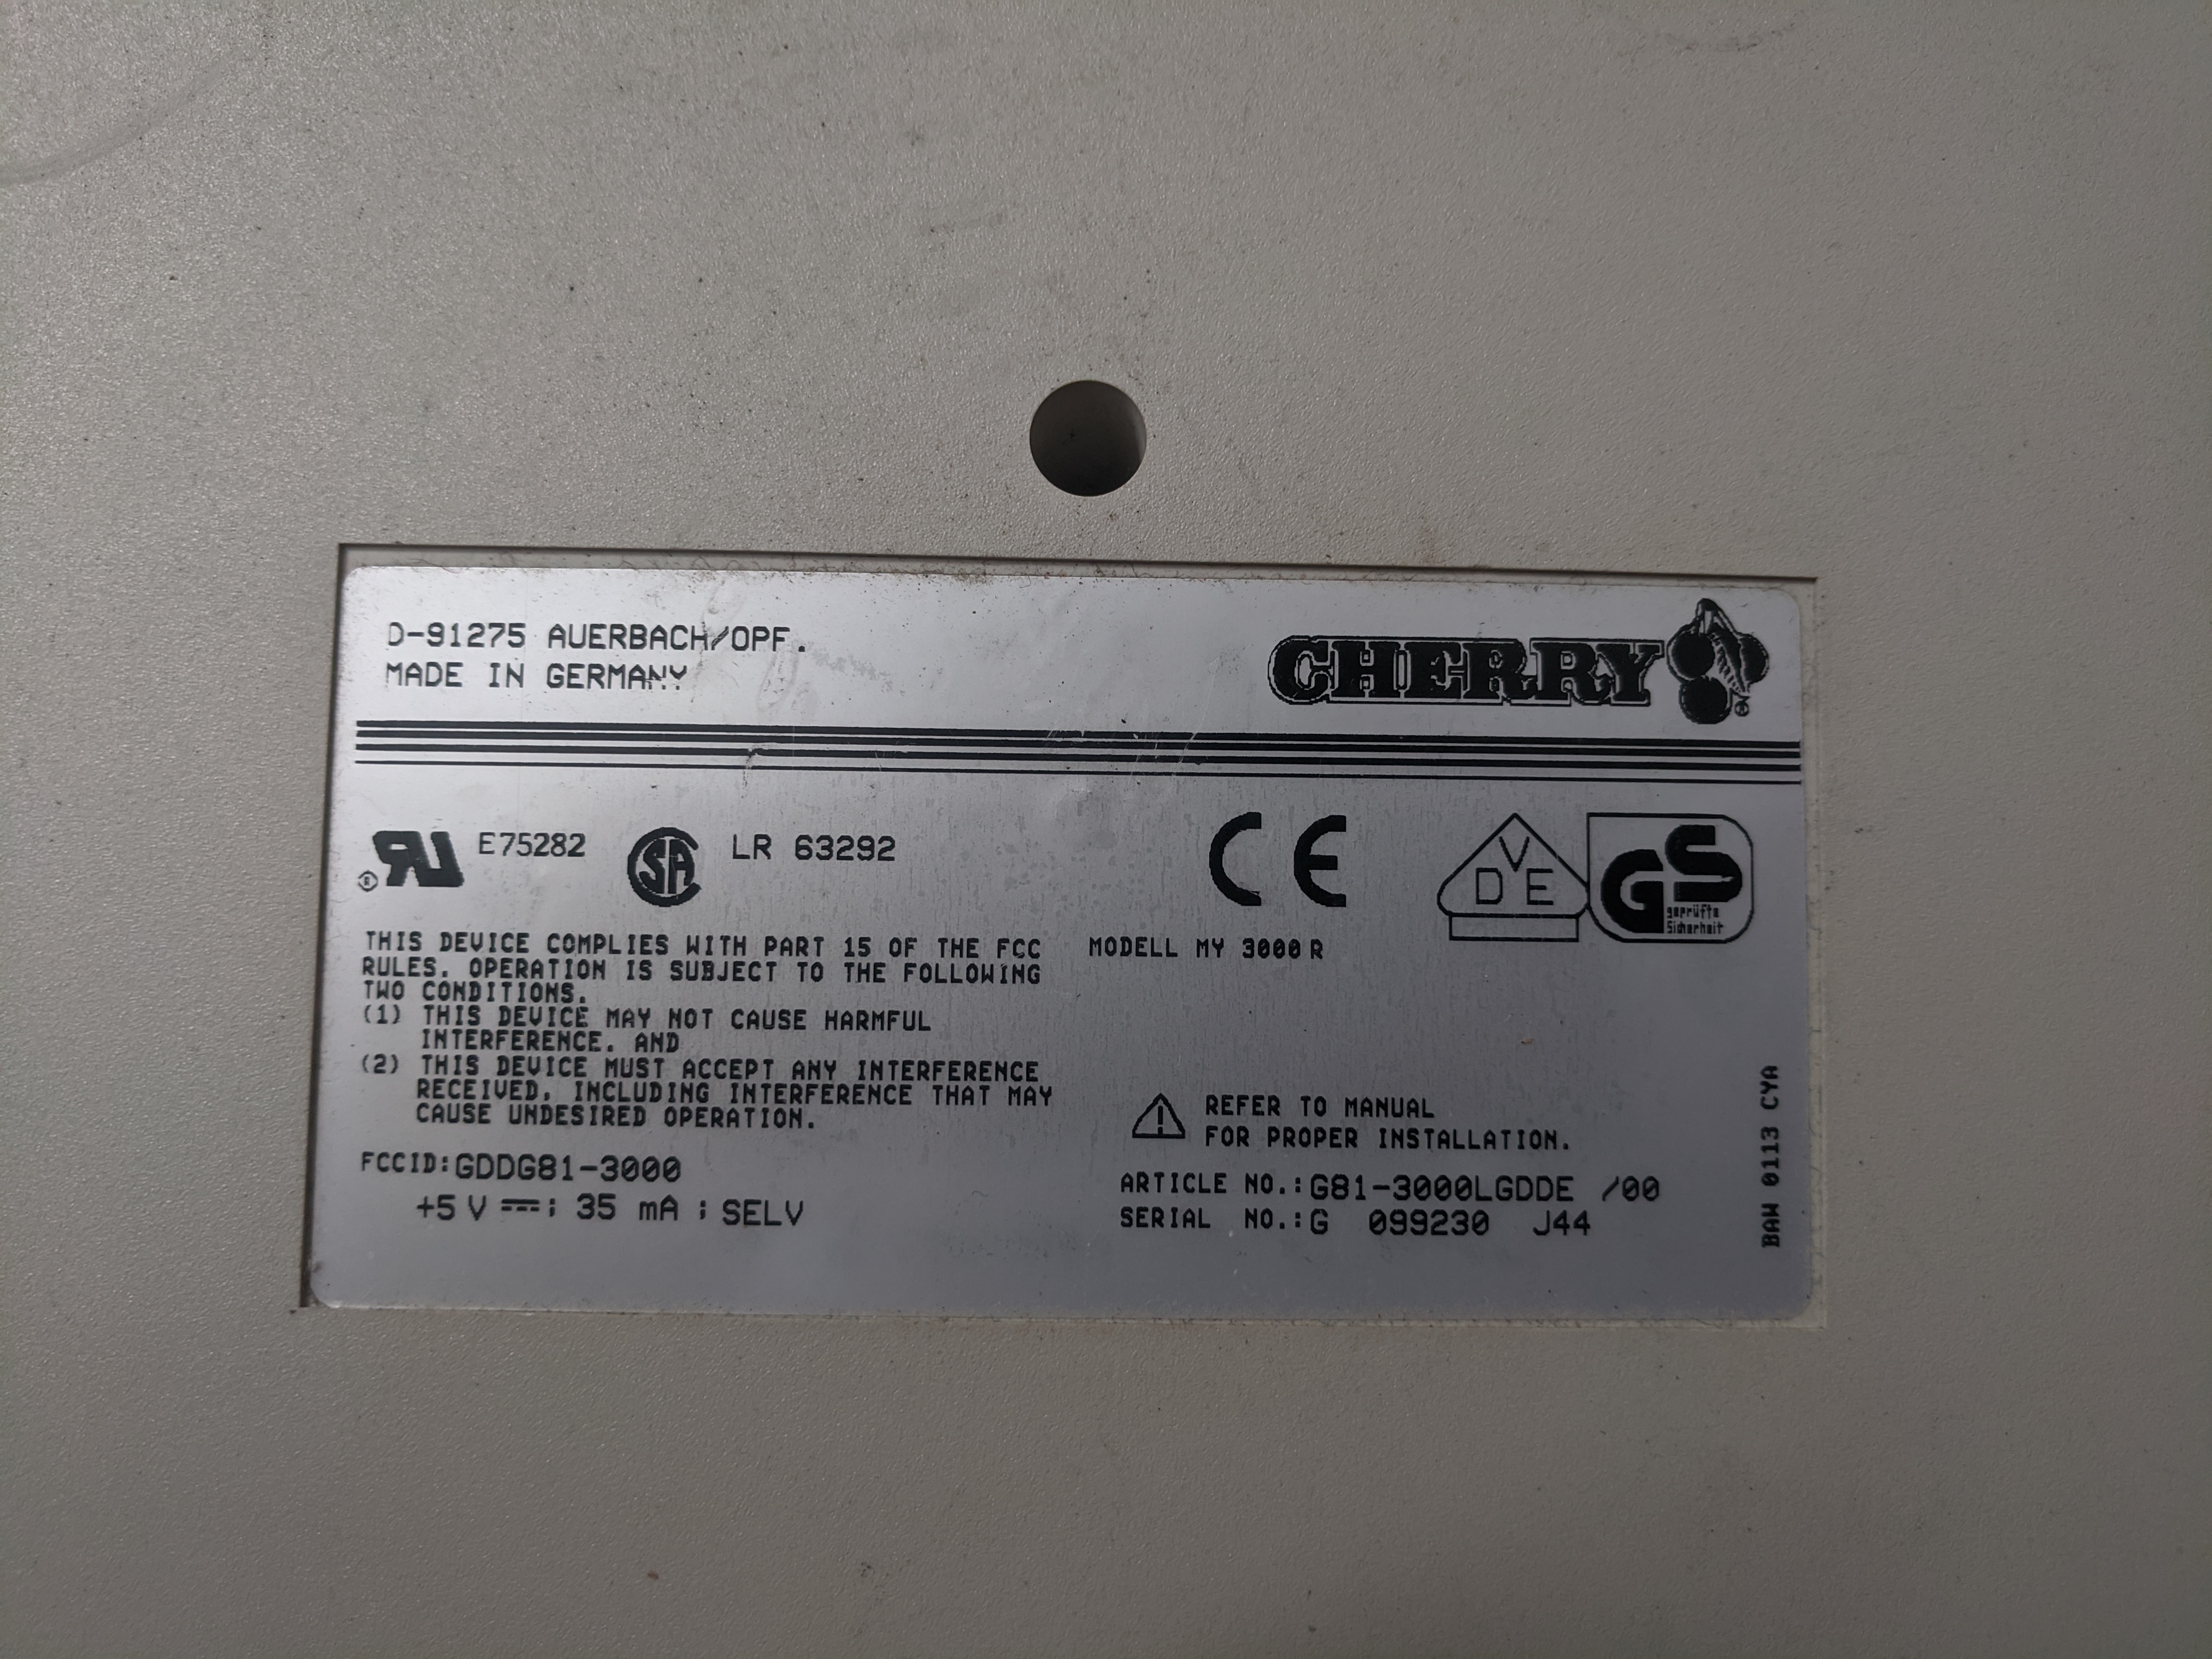 D-91275 AUERBACH/OPF.
MADE IN GERMANY
CHERRY
®
UR
®
E75282
SA
LR 63292
CE
VDE
GS
geprüfte
Sicherheit
THIS DEVICE COMPLIES WITH PART 15 OF THE FCC
RULES. OPERATION IS SUBJECT TO THE FOLLOWING
TWO CONDITIONS.
(1) THIS DEVICE MAY NOT CAUSE HARMFUL
INTERFERENCE. AND
(2) THIS DEVICE MUST ACCEPT ANY INTERFERENCE
RECEIVED, INCLUDING INTERFERENCE THAT MAY
CAUSE UNDESIRED OPERATION.
FCCID:GDDG81-3000
+5 V ⎓; 35 mA ; SELV
MODELL MY 3000 R
REFER TO MANUAL
FOR PROPER INSTALLATION.
ARTICLE NO.:G81-3000LGDDE /00
SERIAL NO.:G 099230 J44
BAW 0113 CYA